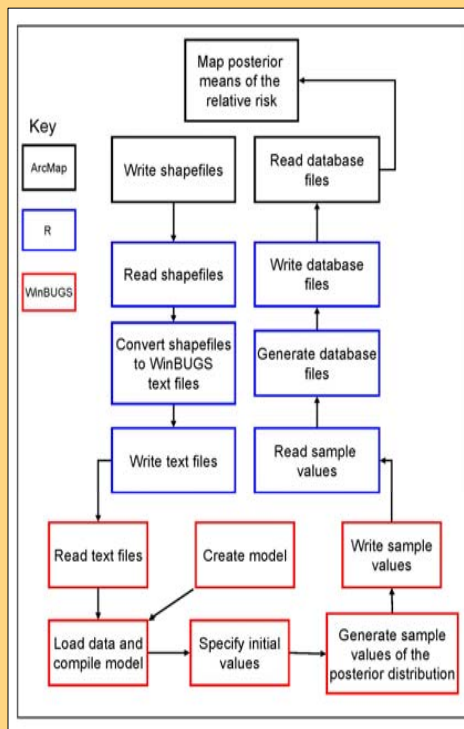 Map posterior
means of the
relative risk
Key
ArcMap
R
WinBUGS
Write shapefiles
Read shapefiles
Convert shapefiles
to WinBUGS
text files
Write text files
Read database
files
Write database
files
Generate database
files
Read sample
values
Read text files
Create model
Write sample
values
Load data and
compile model
Specify initial
values
Generate sample
values of the
posterior distribution